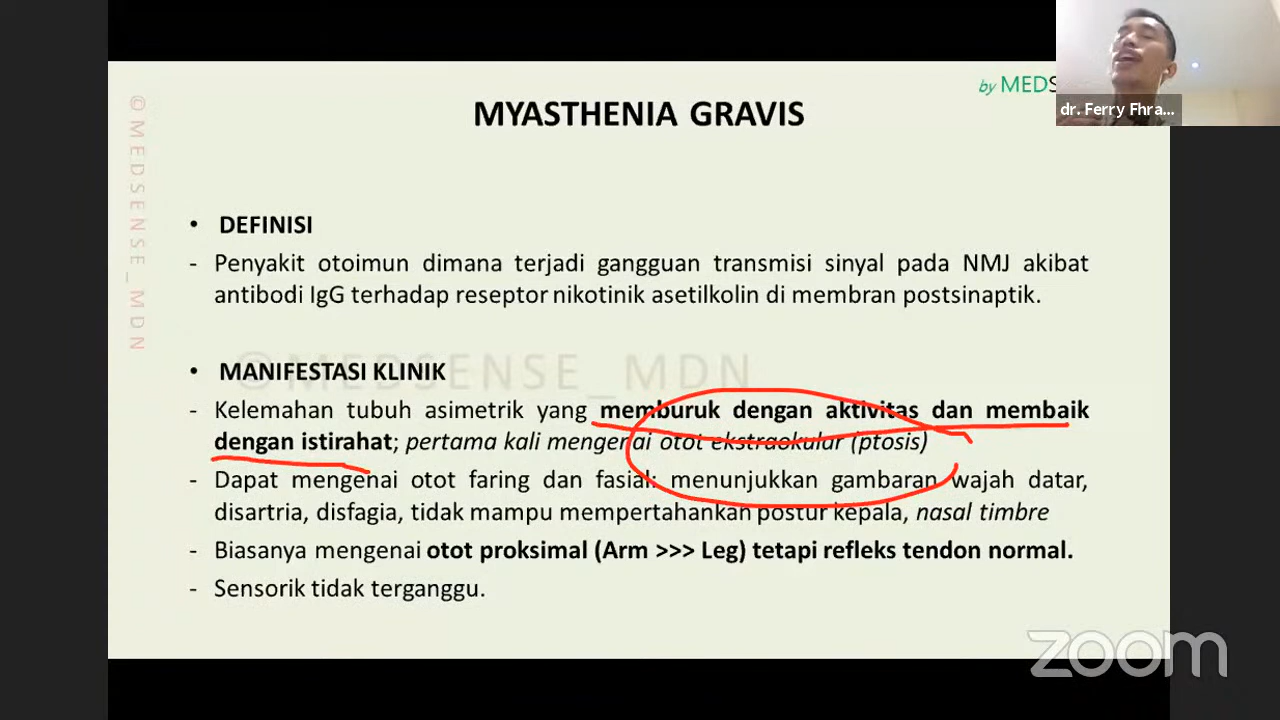 by MEDS
dr. Ferry Fhra...
MYASTHENIA GRAVIS
©MEDSENSE_MDN
• DEFINISI
- Penyakit otoimun dimana terjadi gangguan transmisi sinyal pada NMJ akibat
antibodi IgG terhadap reseptor nikotinik asetilkolin di membran postsinaptik.
©MEDSENSE_MDN
• MANIFESTASI KLINIK
- Kelemahan tubuh asimetrik yang memburuk dengan aktivitas dan membaik
dengan istirahat; pertama kali mengenai otot ekstraokular (ptosis)
- Dapat mengenai otot faring dan fasial: menunjukkan gambaran wajah datar,
disartria, disfagia, tidak mampu mempertahankan postur kepala, nasal timbre
- Biasanya mengenai otot proksimal (Arm >>> Leg) tetapi refleks tendon normal.
- Sensorik tidak terganggu.
zoom